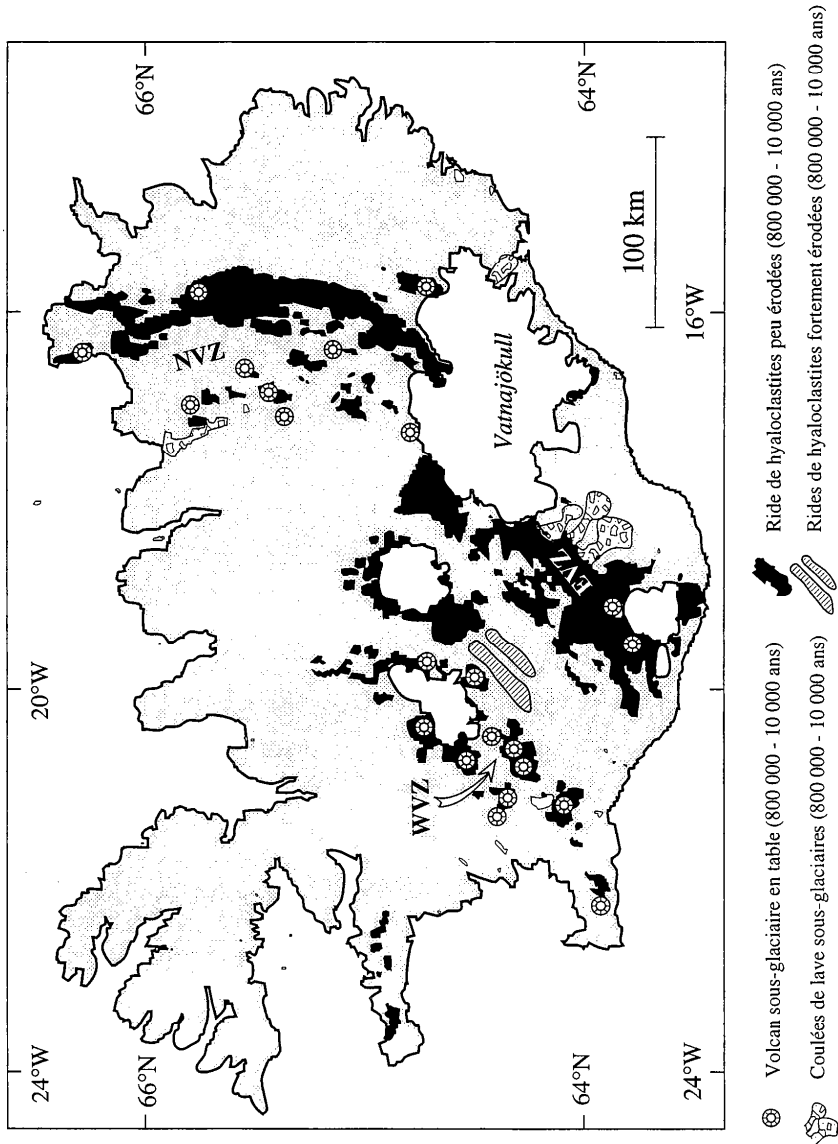 24°W
20°W
66°N
66°N
NVZ
WVZ
EVZ
Vatnajökull
100 km
64°N
64°N
24°W
16°W
Volcan sous-glaciaire en table (800 000 - 10 000 ans)
Coulées de lave sous-glaciaires (800 000 - 10 000 ans)
Ride de hyaloclastites peu érodées (800 000 - 10 000 ans)
Rides de hyaloclastites fortement érodées (800 000 - 10 000 ans)